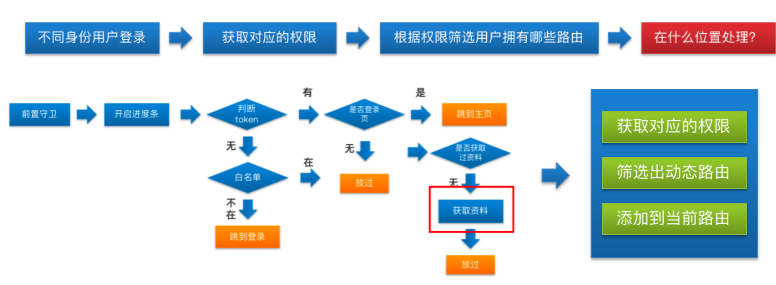 不同身份用户登录
获取对应的权限
根据权限筛选用户拥有哪些路由
在什么位置处理?
前置守卫
开启进度条
判断
token
有
是否登录
页
是
跳到主页
无
白名单
在
无
放过
是否获取
过资料
无
获取资料
放过
不
在
跳到登录
获取对应的权限
筛选出动态路由
添加到当前路由